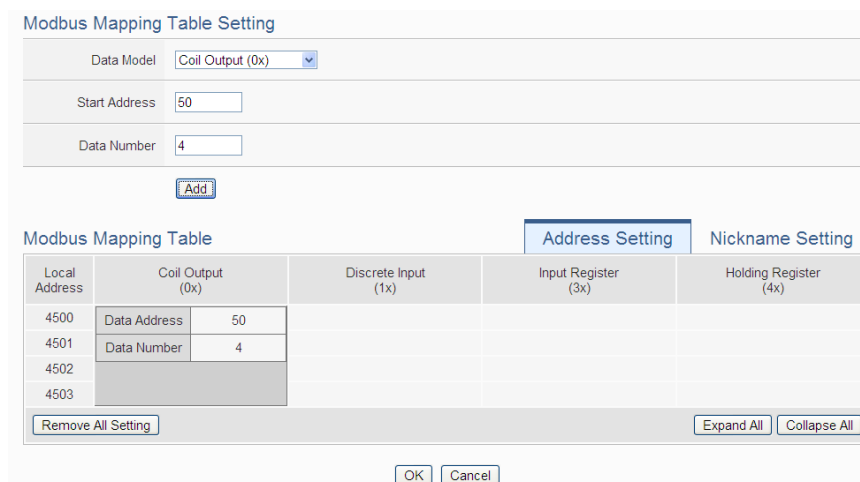 Modbus Mapping Table Setting
Data Model Coil Output (0x)
Start Address 50
Data Number 4
Add
Modbus Mapping Table Address Setting Nickname Setting
Local Address Coil Output (0x) Discrete Input (1x) Input Register (3x) Holding Register (4x)
4500 Data Address 50
4501 Data Number 4
4502
4503
Remove All Setting Expand All Collapse All
OK Cancel